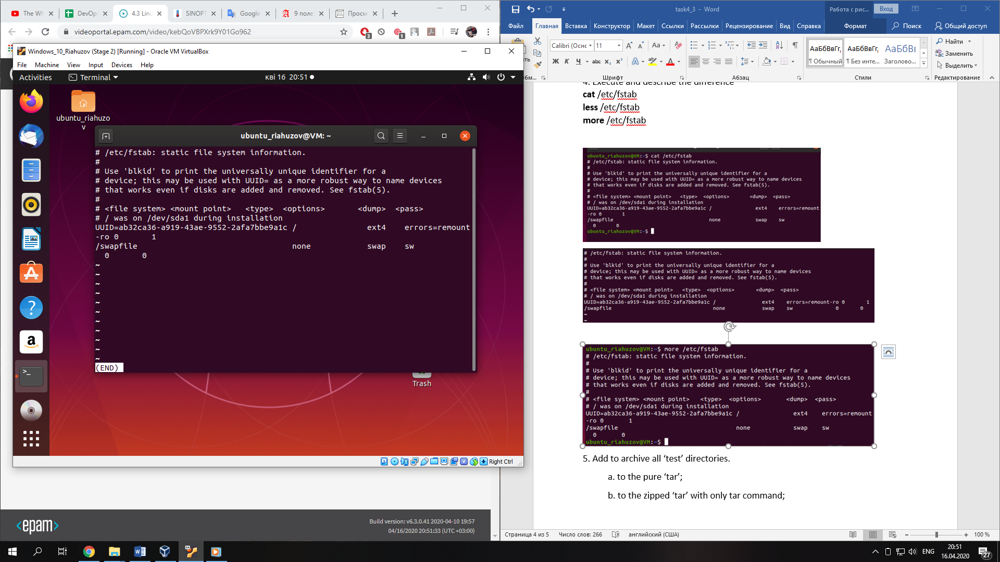 The Wh
DevOps
4.3 Linu
SINOPT
Google
9 поле
Просм
videoportal.epam.com/video/kebQoVBPXrk9Y01Go962
3
1
Windows_10_Riahuzov (Stage 2) [Running] - Oracle VM VirtualBox
File Machine View Input Devices Help
Activities
Terminal
кві 16 20:51
ubuntu_riahuzo
v
ubuntu_riahuzov@VM: ~
# /etc/fstab: static file system information.
#
# Use 'blkid' to print the universally unique identifier for a
# device; this may be used with UUID= as a more robust way to name devices
# that works even if disks are added and removed. See fstab(5).
#
# <file system> <mount point>   <type>  <options>       <dump>  <pass>
# / was on /dev/sda1 during installation
UUID=ab32ca36-a919-43ae-9552-2afa7bbe9a1c /               ext4    errors=remount
-ro 0       1
/swapfile                                 none            swap    sw
  0       0
~
~
~
~
~
~
~
~
~
~
~
(END)
Trash
Right Ctrl
<epam>
Build version: v6.3.0.41 2020-04-10 19:57
04/16/2020 20:51:33 (UTC +03:00)
task4_3 - Word
Работа с рис...
Вход
Файл Главная Вставка Конструктор Макет Ссылки Рассылки Рецензирование Вид Справка Формат Поиск Общий доступ
Calibri (Оснс 11
Найти
Заменить
Выделить
Ж К Ч abc x₂ x²
АаБбВвГг,
¶ Обычный
АаБбВвГг,
¶ Без инте...
АаБбВв
Заголово...
Шрифт
Абзац
Стили
Редактирование
4. Execute and describe the difference
cat /etc/fstab
less /etc/fstab
more /etc/fstab
ubuntu_riahuzov@VM:~$ cat /etc/fstab
# /etc/fstab: static file system information.
#
# Use 'blkid' to print the universally unique identifier for a
# device; this may be used with UUID= as a more robust way to name devices
# that works even if disks are added and removed. See fstab(5).
#
# <file system> <mount point>   <type>  <options>       <dump>  <pass>
# / was on /dev/sda1 during installation
UUID=ab32ca36-a919-43ae-9552-2afa7bbe9a1c /               ext4    errors=remount
-ro 0       1
/swapfile                                 none            swap    sw
  0       0
ubuntu_riahuzov@VM:~$
# /etc/fstab: static file system information.
#
# Use 'blkid' to print the universally unique identifier for a
# device; this may be used with UUID= as a more robust way to name devices
# that works even if disks are added and removed. See fstab(5).
#
# <file system> <mount point>   <type>  <options>       <dump>  <pass>
# / was on /dev/sda1 during installation
UUID=ab32ca36-a919-43ae-9552-2afa7bbe9a1c /               ext4    errors=remount-ro 0       1
/swapfile                                 none            swap    sw              0       0
~
~
ubuntu_riahuzov@VM:~$ more /etc/fstab
# /etc/fstab: static file system information.
#
# Use 'blkid' to print the universally unique identifier for a
# device; this may be used with UUID= as a more robust way to name devices
# that works even if disks are added and removed. See fstab(5).
#
# <file system> <mount point>   <type>  <options>       <dump>  <pass>
# / was on /dev/sda1 during installation
UUID=ab32ca36-a919-43ae-9552-2afa7bbe9a1c /               ext4    errors=remount
-ro 0       1
/swapfile                                 none            swap    sw
  0       0
ubuntu_riahuzov@VM:~$
5. Add to archive all ‘test’ directories.
a. to the pure ‘tar’;
b. to the zipped ‘tar’ with only tar command;
Страница 4 из 5 Число слов: 266 английский (США) 100 %
ENG
20:51
16.04.2020
27